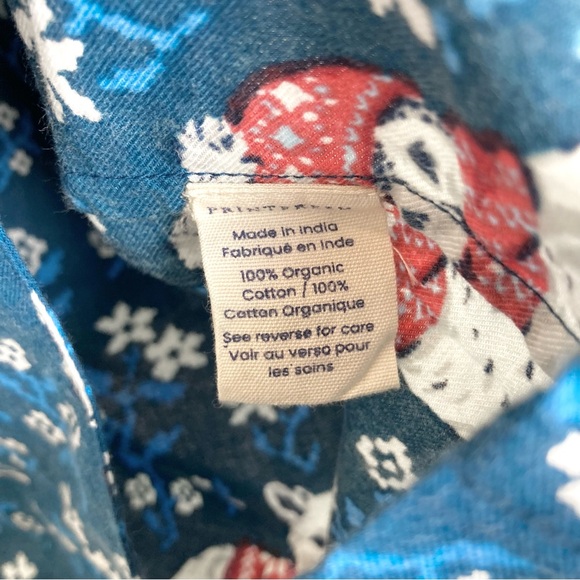 Made in India
Fabriqué en Inde
100% Organic
Cotton / 100%
Cotton Organique
See reverse for care
Voir au verso pour
les soins